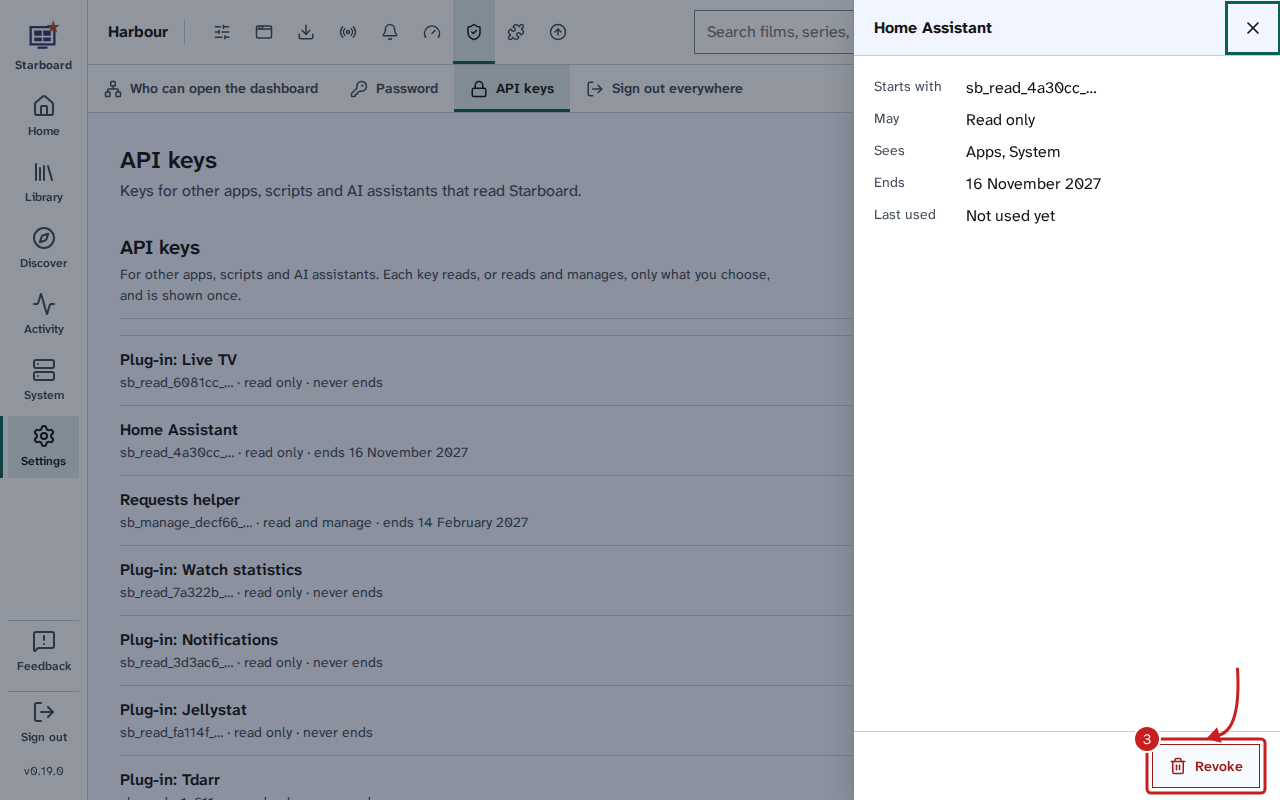 Starboard
Home
Library
Discover
Activity
System
Settings
Feedback
Sign out
v0.19.0
Harbour
Search films, series,
Who can open the dashboard
Password
API keys
Sign out everywhere
API keys
Keys for other apps, scripts and AI assistants that read Starboard.
API keys
For other apps, scripts and AI assistants. Each key reads, or reads and manages, only what you choose,
and is shown once.
Plug-in: Live TV
sb_read_6081cc_… · read only · never ends
Home Assistant
sb_read_4a30cc_… · read only · ends 16 November 2027
Requests helper
sb_manage_decf66_… · read and manage · ends 14 February 2027
Plug-in: Watch statistics
sb_read_7a322b_… · read only · never ends
Plug-in: Notifications
sb_read_3d3ac6_… · read only · never ends
Plug-in: Jellystat
sb_read_fa114f_… · read only · never ends
Plug-in: Tdarr
Home Assistant
Starts with sb_read_4a30cc_…
May Read only
Sees Apps, System
Ends 16 November 2027
Last used Not used yet
3
Revoke